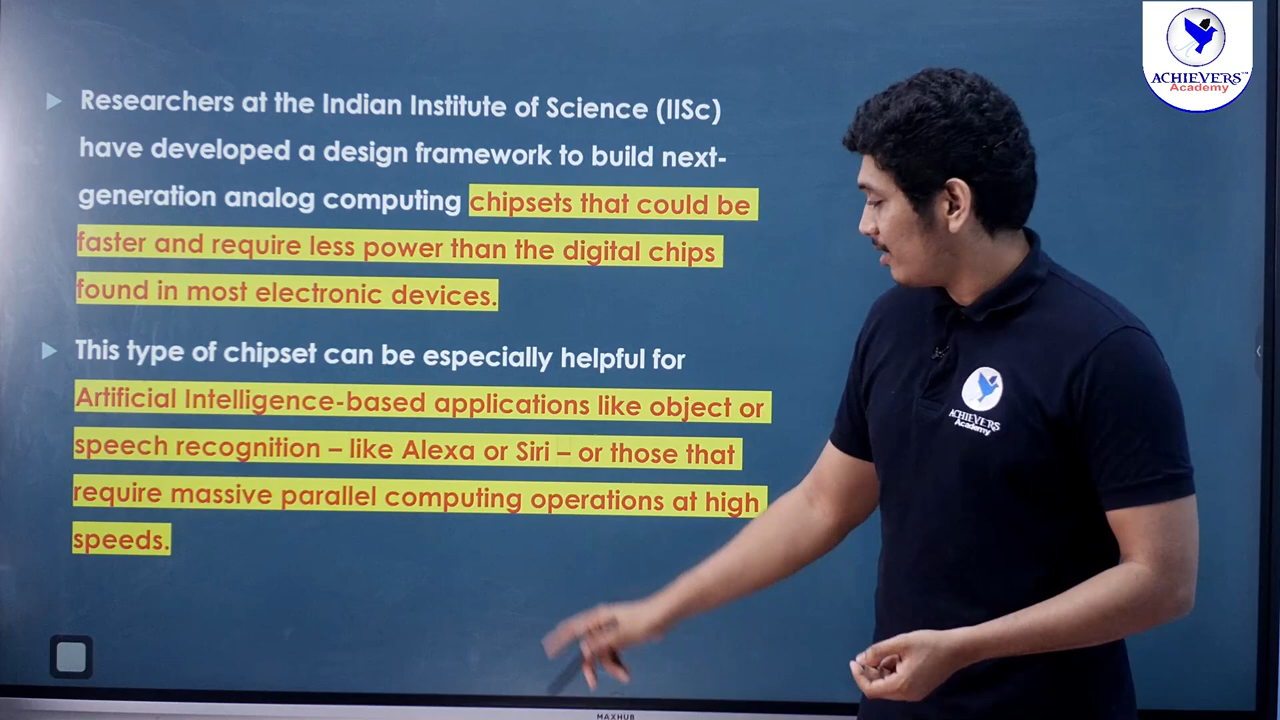 ACHIEVERS™
Academy
Researchers at the Indian Institute of Science (IISc)
have developed a design framework to build next-
generation analog computing chipsets that could be
faster and require less power than the digital chips
found in most electronic devices.
This type of chipset can be especially helpful for
Artificial Intelligence-based applications like object or
speech recognition – like Alexa or Siri – or those that
require massive parallel computing operations at high
speeds.
ACHIEVERS
Academy
MAXHUB